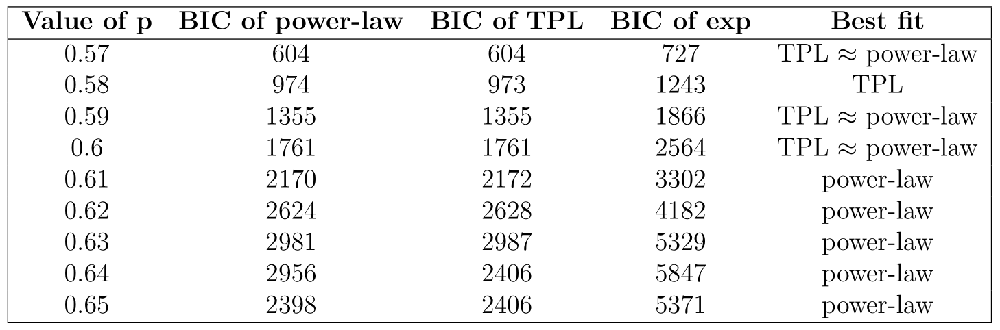 Value of p BIC of power-law BIC of TPL BIC of exp Best fit
0.57 604 604 727 TPL ≈ power-law
0.58 974 973 1243 TPL
0.59 1355 1355 1866 TPL ≈ power-law
0.6 1761 1761 2564 TPL ≈ power-law
0.61 2170 2172 3302 power-law
0.62 2624 2628 4182 power-law
0.63 2981 2987 5329 power-law
0.64 2956 2406 5847 power-law
0.65 2398 2406 5371 power-law